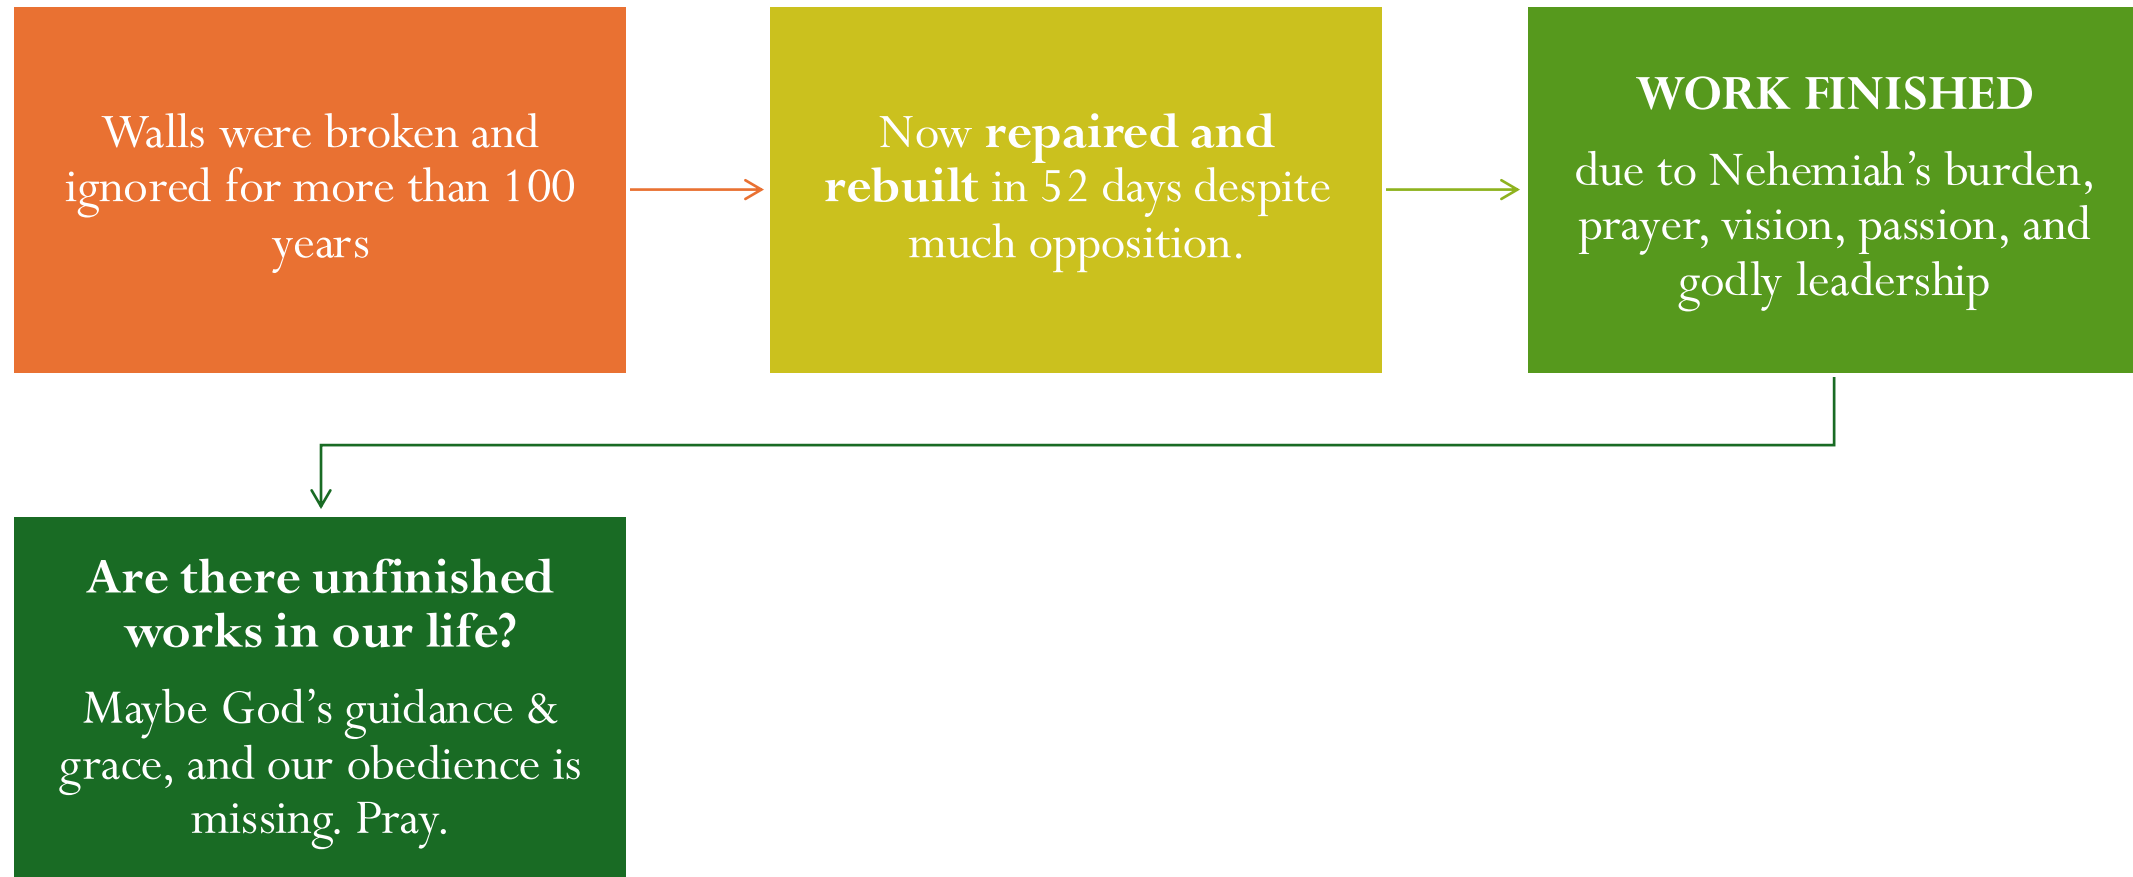 Walls were broken and
ignored for more than 100
years
Now repaired and
rebuilt in 52 days despite
much opposition.
WORK FINISHED
due to Nehemiah’s burden,
prayer, vision, passion, and
godly leadership
Are there unfinished
works in our life?
Maybe God’s guidance &
grace, and our obedience is
missing. Pray.